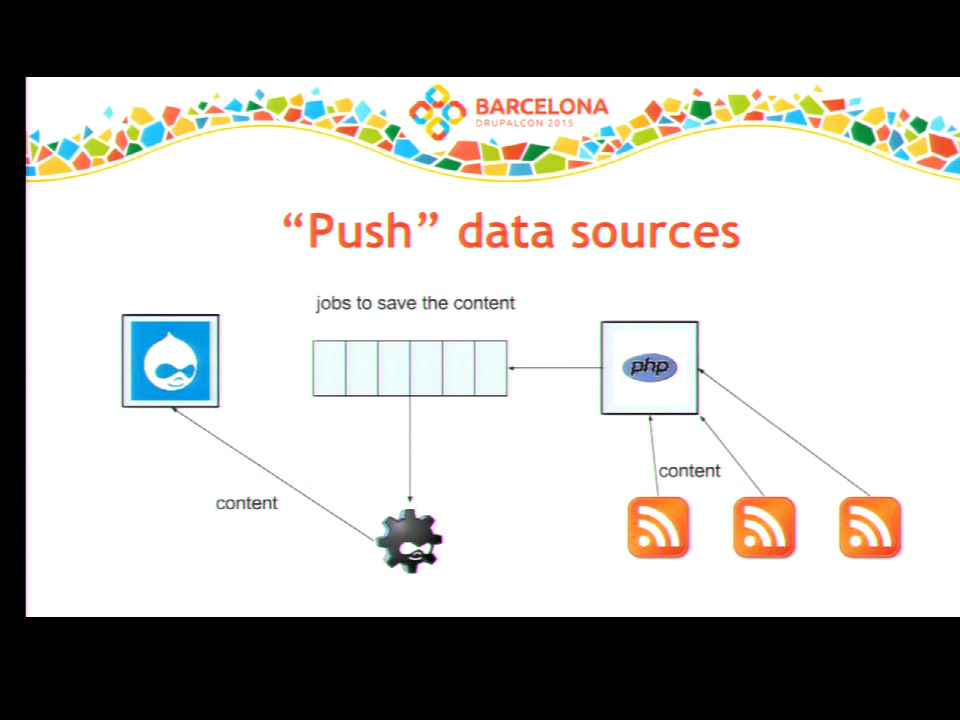 BARCELONA
DRUPALCON 2015
“Push” data sources
jobs to save the content
php
content
content